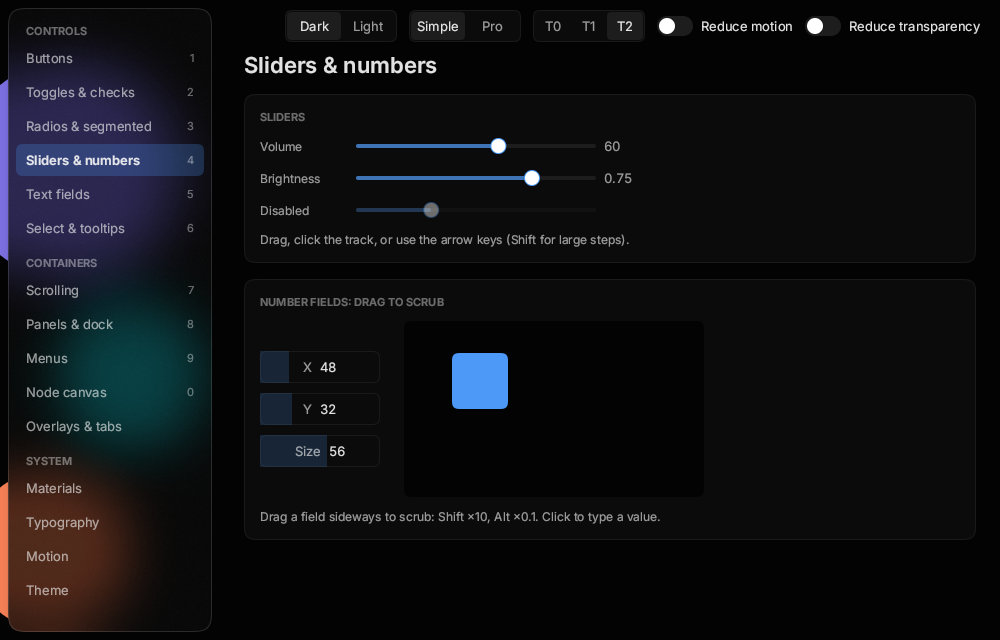 Dark Light Simple Pro T0 T1 T2 Reduce motion Reduce transparency
CONTROLS
Buttons 1
Toggles & checks 2
Radios & segmented 3
Sliders & numbers 4
Text fields 5
Select & tooltips 6
CONTAINERS
Scrolling 7
Panels & dock 8
Menus 9
Node canvas 0
Overlays & tabs
SYSTEM
Materials
Typography
Motion
Theme
Sliders & numbers
SLIDERS
Volume 60
Brightness 0.75
Disabled
Drag, click the track, or use the arrow keys (Shift for large steps).
NUMBER FIELDS: DRAG TO SCRUB
X 48
Y 32
Size 56
Drag a field sideways to scrub: Shift ×10, Alt ×0.1. Click to type a value.